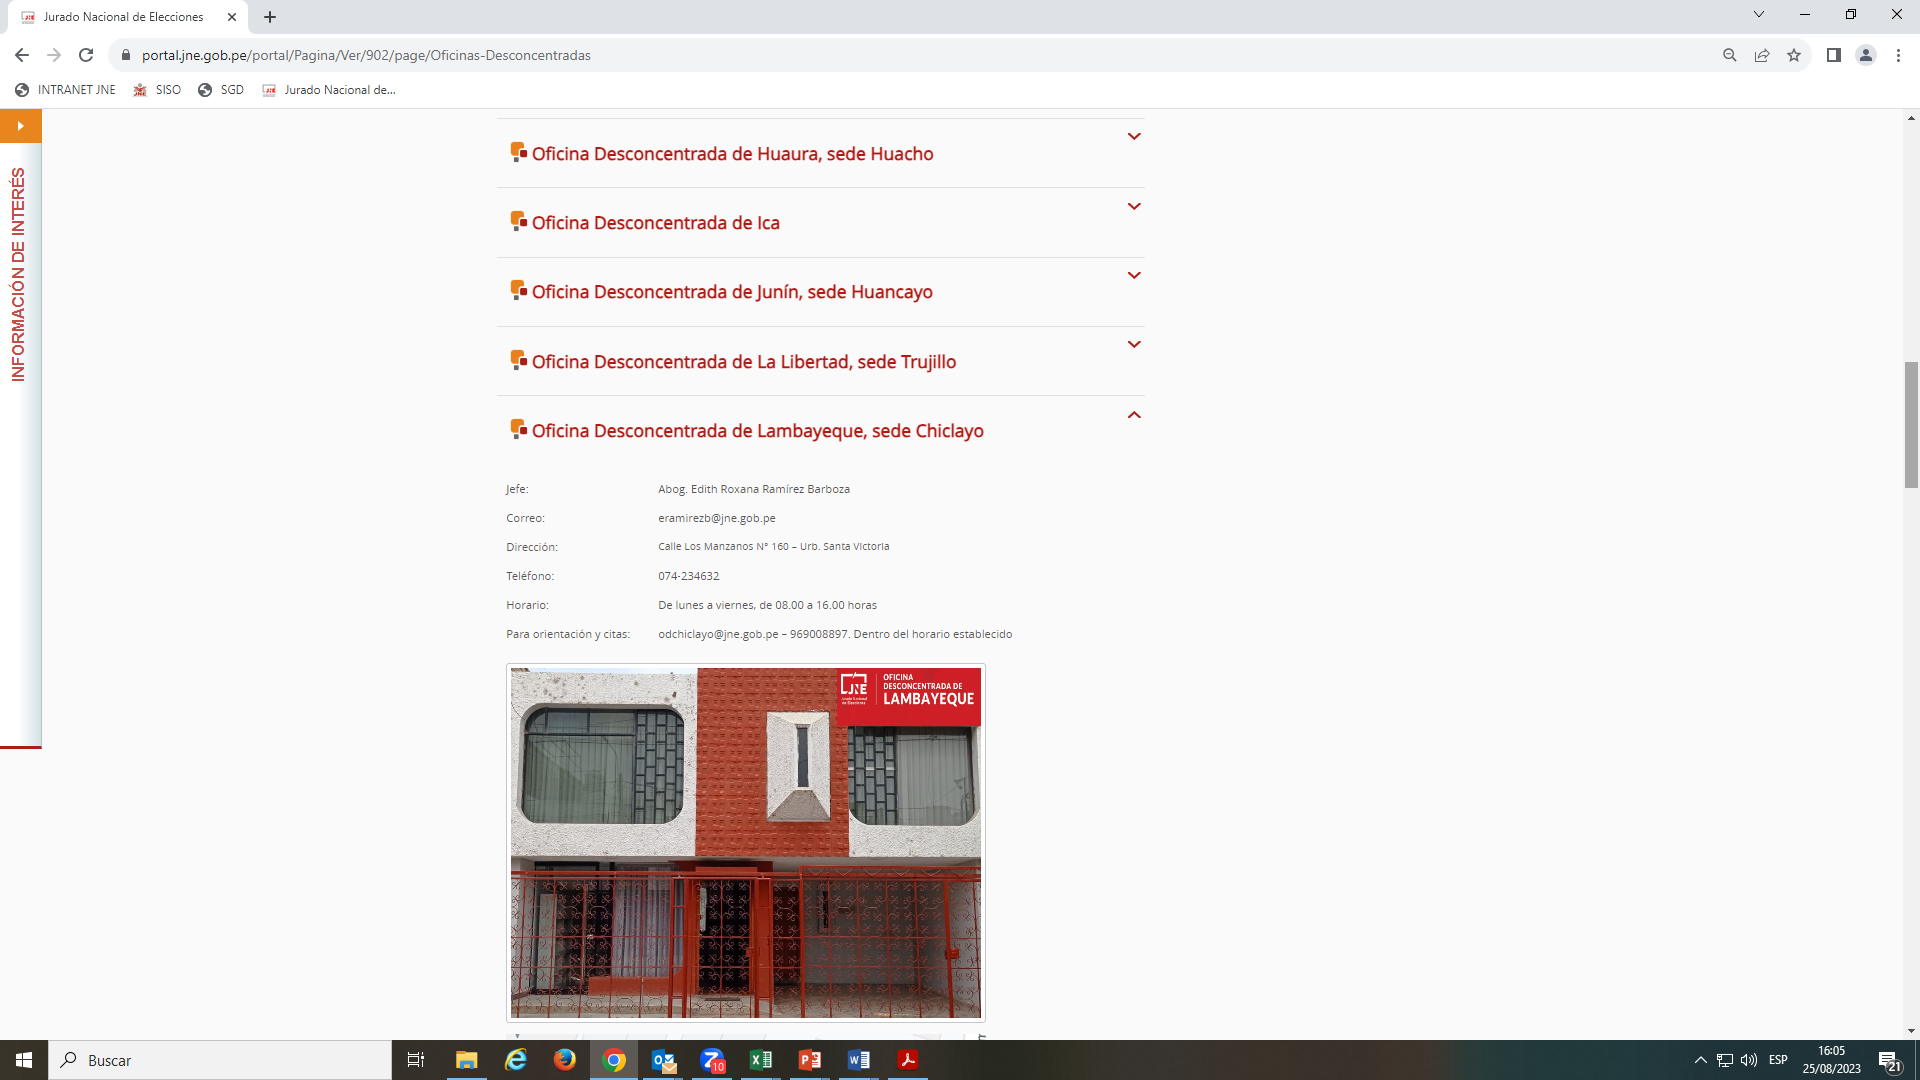 Jurado Nacional de Elecciones
portal.jne.gob.pe/portal/Pagina/Ver/902/page/Oficinas-Desconcentradas
INTRANET JNE SISO SGD Jurado Nacional de...
INFORMACIÓN DE INTERÉS
Oficina Desconcentrada de Huaura, sede Huacho
Oficina Desconcentrada de Ica
Oficina Desconcentrada de Junín, sede Huancayo
Oficina Desconcentrada de La Libertad, sede Trujillo
Oficina Desconcentrada de Lambayeque, sede Chiclayo
Jefe: Abog. Edith Roxana Ramírez Barboza
Correo: eramirezb@jne.gob.pe
Dirección: Calle Los Manzanos N° 160 – Urb. Santa Victoria
Teléfono: 074-234632
Horario: De lunes a viernes, de 08.00 a 16.00 horas
Para orientación y citas: odchiclayo@jne.gob.pe – 969008897. Dentro del horario establecido
JNE
Jurado Nacional
de Elecciones
OFICINA
DESCONCENTRADA DE
LAMBAYEQUE
Buscar
10
ESP
16:05
25/08/2023
21